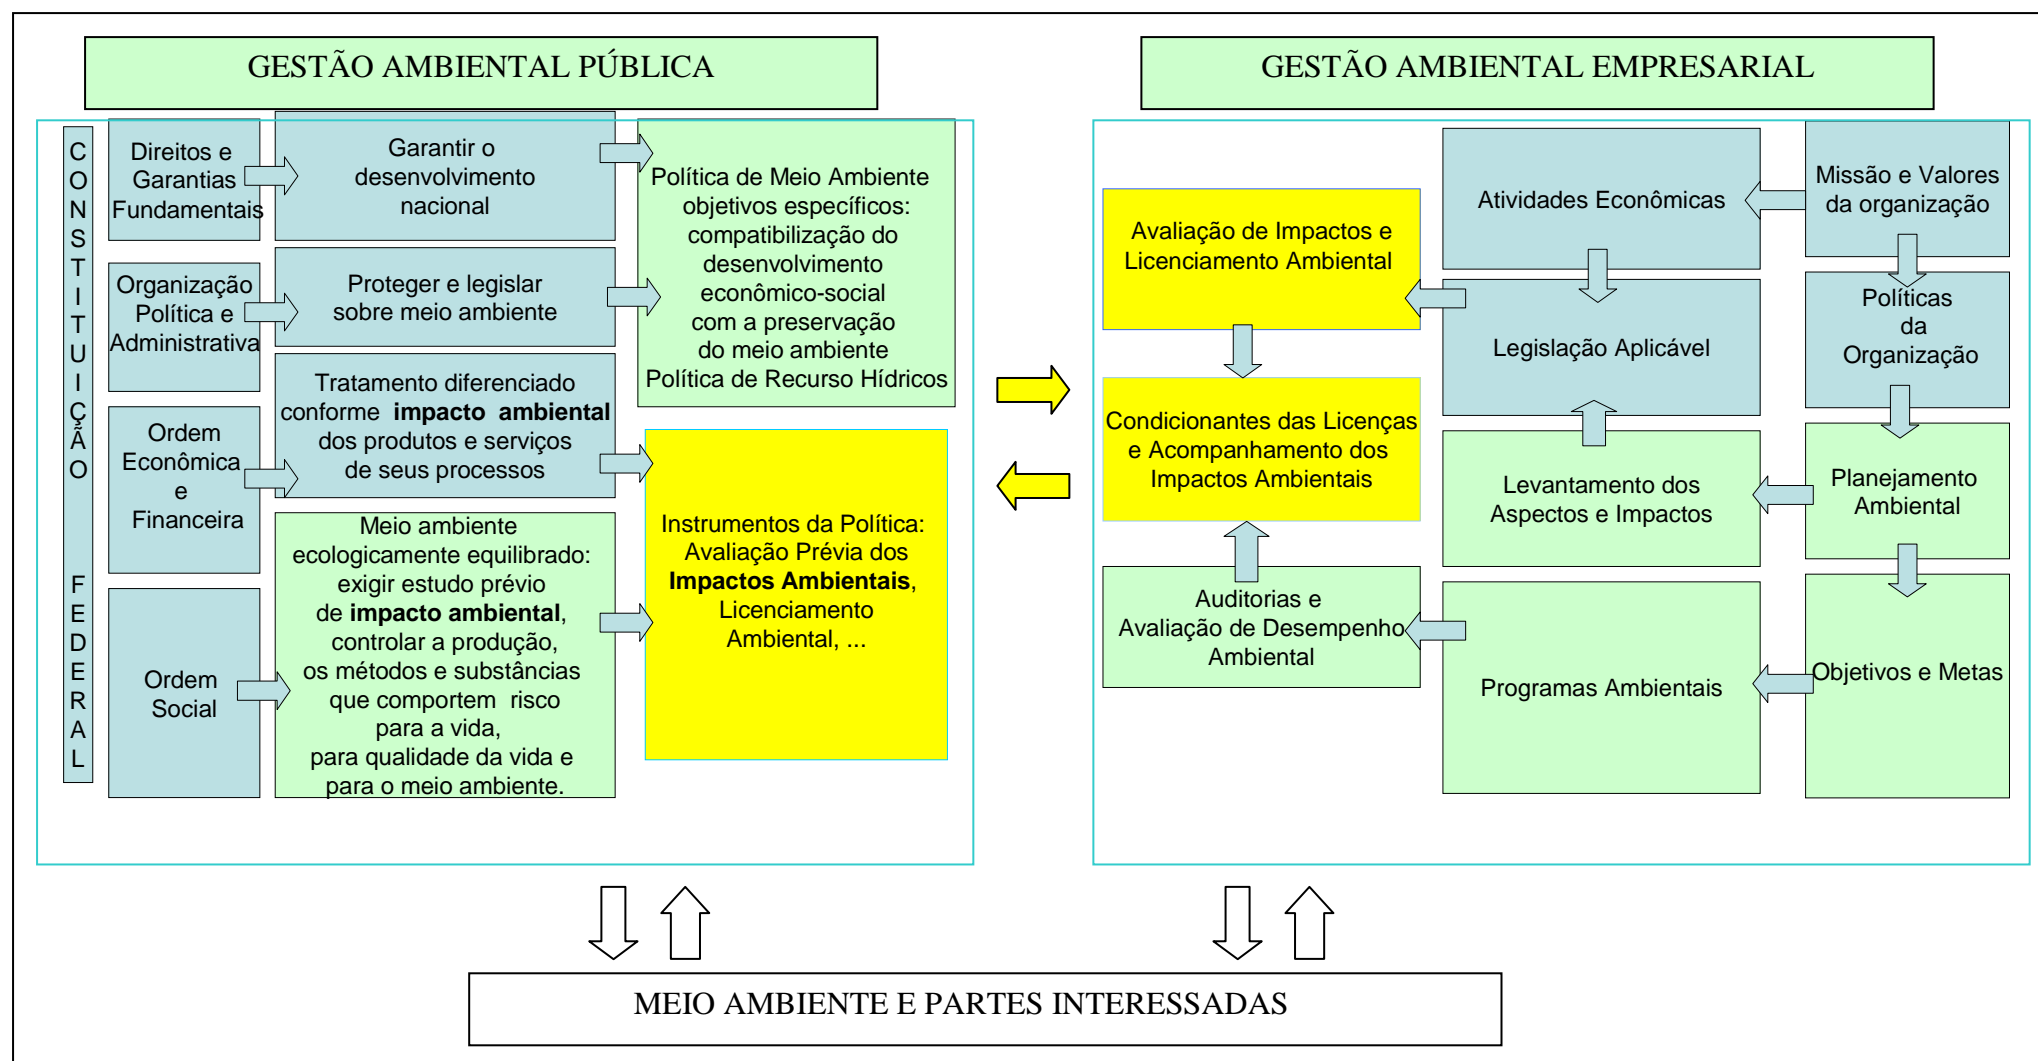 GESTÃO AMBIENTAL PÚBLICA
CONSTITUIÇÃO FEDERAL
Direitos e
Garantias
Fundamentais
Garantir o
desenvolvimento
nacional
Política de Meio Ambiente
objetivos específicos:
compatibilização do
desenvolvimento
econômico-social
com a preservação
do meio ambiente
Política de Recurso Hídricos
Organização
Política e
Administrativa
Proteger e legislar
sobre meio ambiente
Ordem
Econômica
e
Financeira
Tratamento diferenciado
conforme impacto ambiental
dos produtos e serviços
de seus processos
Instrumentos da Política:
Avaliação Prévia dos
Impactos Ambientais,
Licenciamento
Ambiental, ...
Ordem
Social
Meio ambiente
ecologicamente equilibrado:
exigir estudo prévio
de impacto ambiental,
controlar a produção,
os métodos e substâncias
que comportem risco
para a vida,
para qualidade da vida e
para o meio ambiente.
GESTÃO AMBIENTAL EMPRESARIAL
Avaliação de Impactos e
Licenciamento Ambiental
Atividades Econômicas
Missão e Valores
da organização
Legislação Aplicável
Políticas
da
Organização
Condicionantes das Licenças
e Acompanhamento dos
Impactos Ambientais
Levantamento dos
Aspectos e Impactos
Planejamento
Ambiental
Auditorias e
Avaliação de Desempenho
Ambiental
Programas Ambientais
Objetivos e Metas
MEIO AMBIENTE E PARTES INTERESSADAS